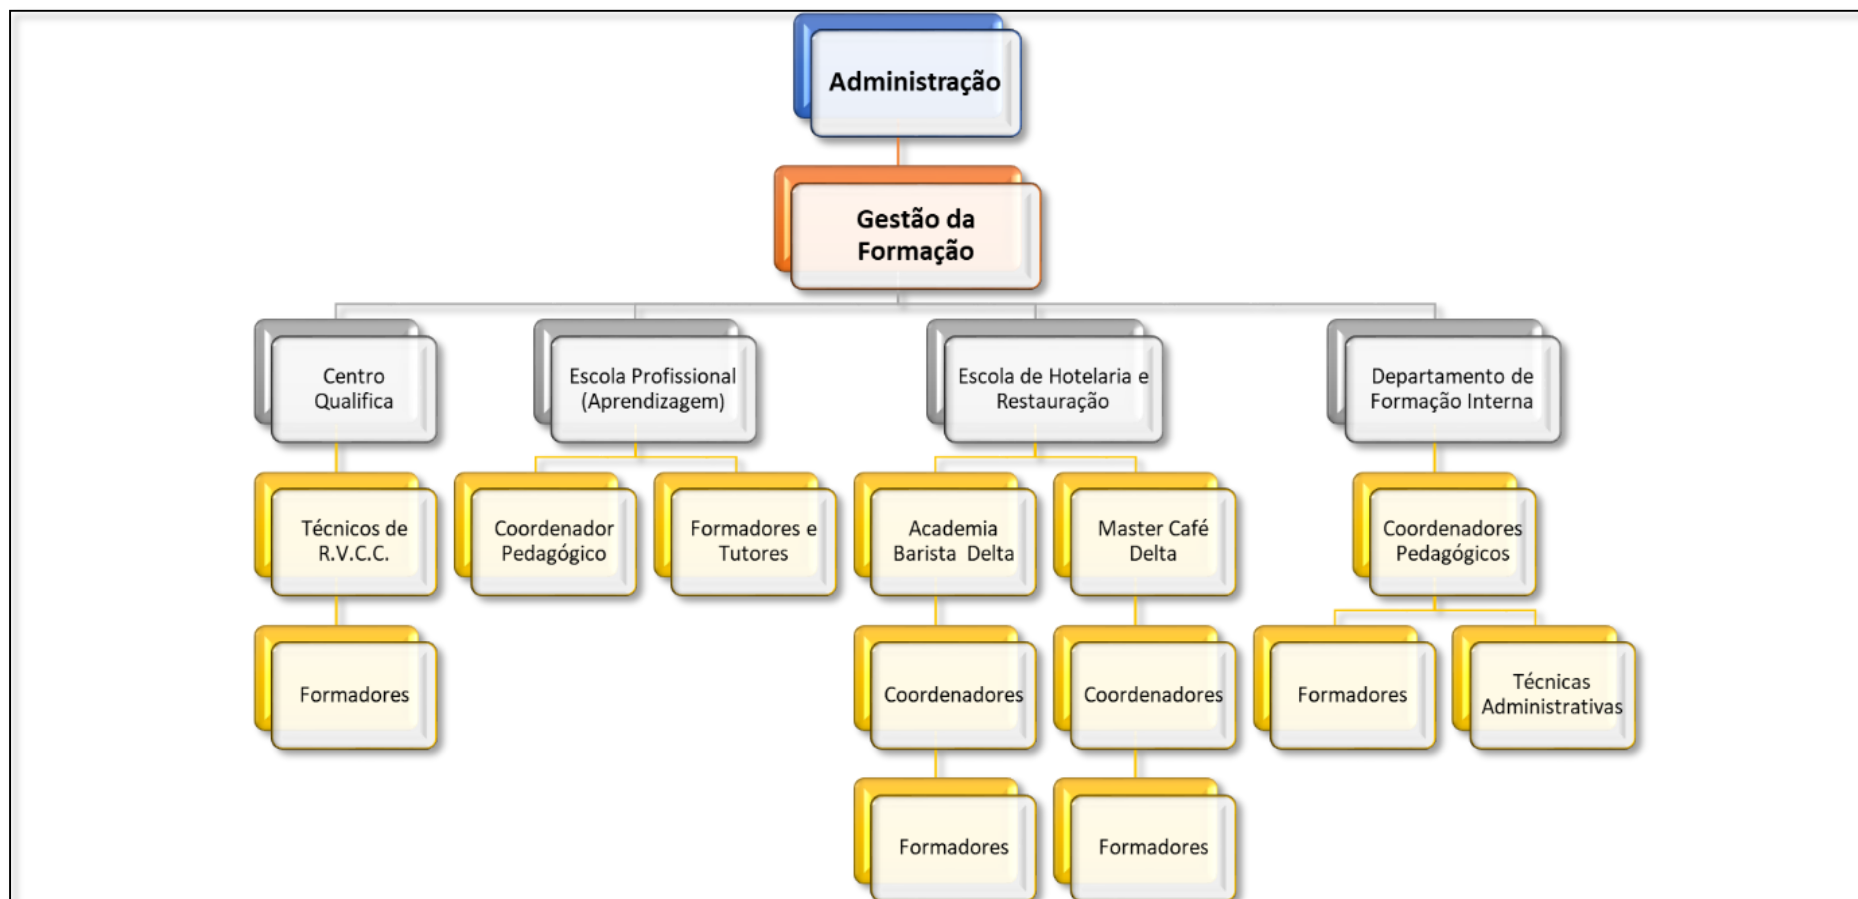 Administração
Gestão da
Formação
Centro
Qualifica
Escola Profissional
(Aprendizagem)
Escola de Hotelaria e
Restauração
Departamento de
Formação Interna
Técnicos de
R.V.C.C.
Coordenador
Pedagógico
Formadores e
Tutores
Academia
Barista Delta
Master Café
Delta
Coordenadores
Pedagógicos
Formadores
Coordenadores
Coordenadores
Formadores
Técnicas
Administrativas
Formadores
Formadores